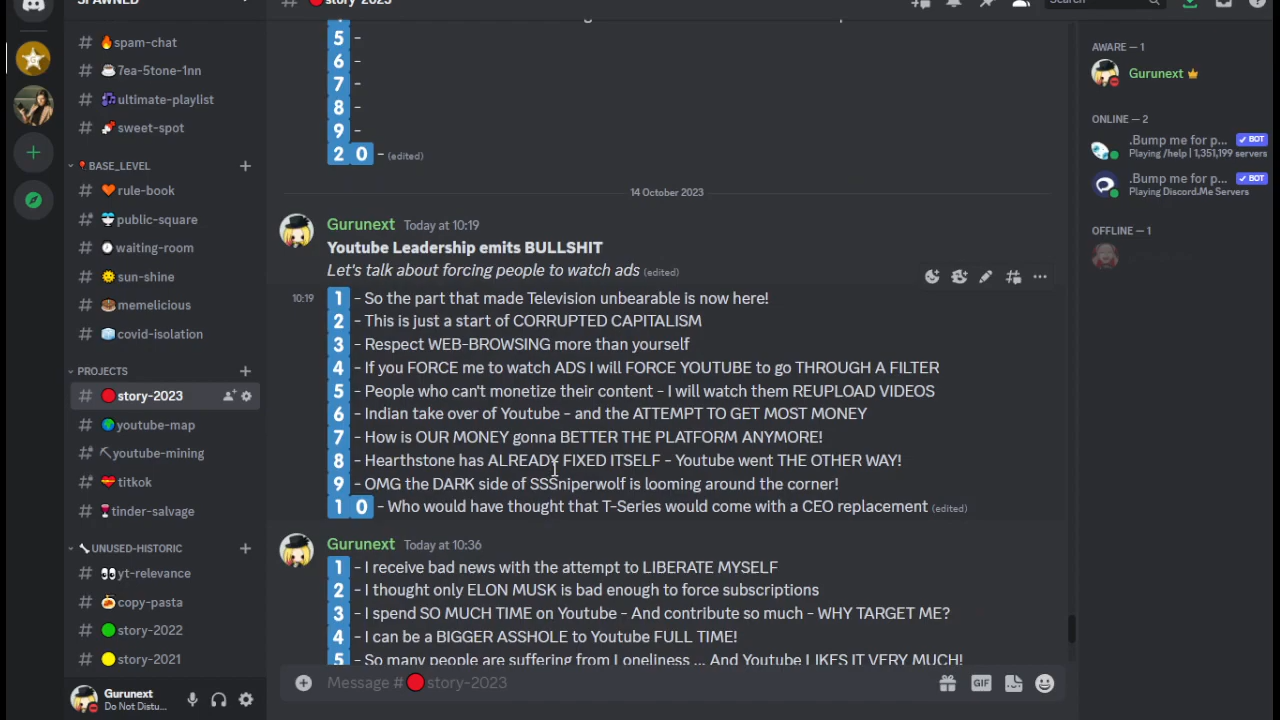 SPAWNED
story-2023
Search
spam-chat
7ea-5tone-1nn
ultimate-playlist
sweet-spot
BASE_LEVEL
rule-book
public-square
waiting-room
sun-shine
memelicious
covid-isolation
PROJECTS
story-2023
youtube-map
youtube-mining
titkok
tinder-salvage
UNUSED-HISTORIC
yt-relevance
copy-pasta
story-2022
story-2021
Gurunext
Do Not Distu...
5 -
6 -
7 -
8 -
9 -
2 0 - (edited)
14 October 2023
Gurunext Today at 10:19
Youtube Leadership emits BULLSHIT
Let's talk about forcing people to watch ads (edited)
10:19 1 - So the part that made Television unbearable is now here!
2 - This is just a start of CORRUPTED CAPITALISM
3 - Respect WEB-BROWSING more than yourself
4 - If you FORCE me to watch ADS I will FORCE YOUTUBE to go THROUGH A FILTER
5 - People who can't monetize their content - I will watch them REUPLOAD VIDEOS
6 - Indian take over of Youtube - and the ATTEMPT TO GET MOST MONEY
7 - How is OUR MONEY gonna BETTER THE PLATFORM ANYMORE!
8 - Hearthstone has ALREADY FIXED ITSELF - Youtube went THE OTHER WAY!
9 - OMG the DARK side of SSSniperwolf is looming around the corner!
1 0 - Who would have thought that T-Series would come with a CEO replacement (edited)
Gurunext Today at 10:36
1 - I receive bad news with the attempt to LIBERATE MYSELF
2 - I thought only ELON MUSK is bad enough to force subscriptions
3 - I spend SO MUCH TIME on Youtube - And contribute so much - WHY TARGET ME?
4 - I can be a BIGGER ASSHOLE to Youtube FULL TIME!
5 - So many people are suffering from Loneliness ... And Youtube LIKES IT VERY MUCH!
Message # story-2023
GIF
AWARE — 1
Gurunext
ONLINE — 2
.Bump me for p... BOT
Playing /help | 1,351,199 servers
.Bump me for p... BOT
Playing Discord.Me Servers
OFFLINE — 1